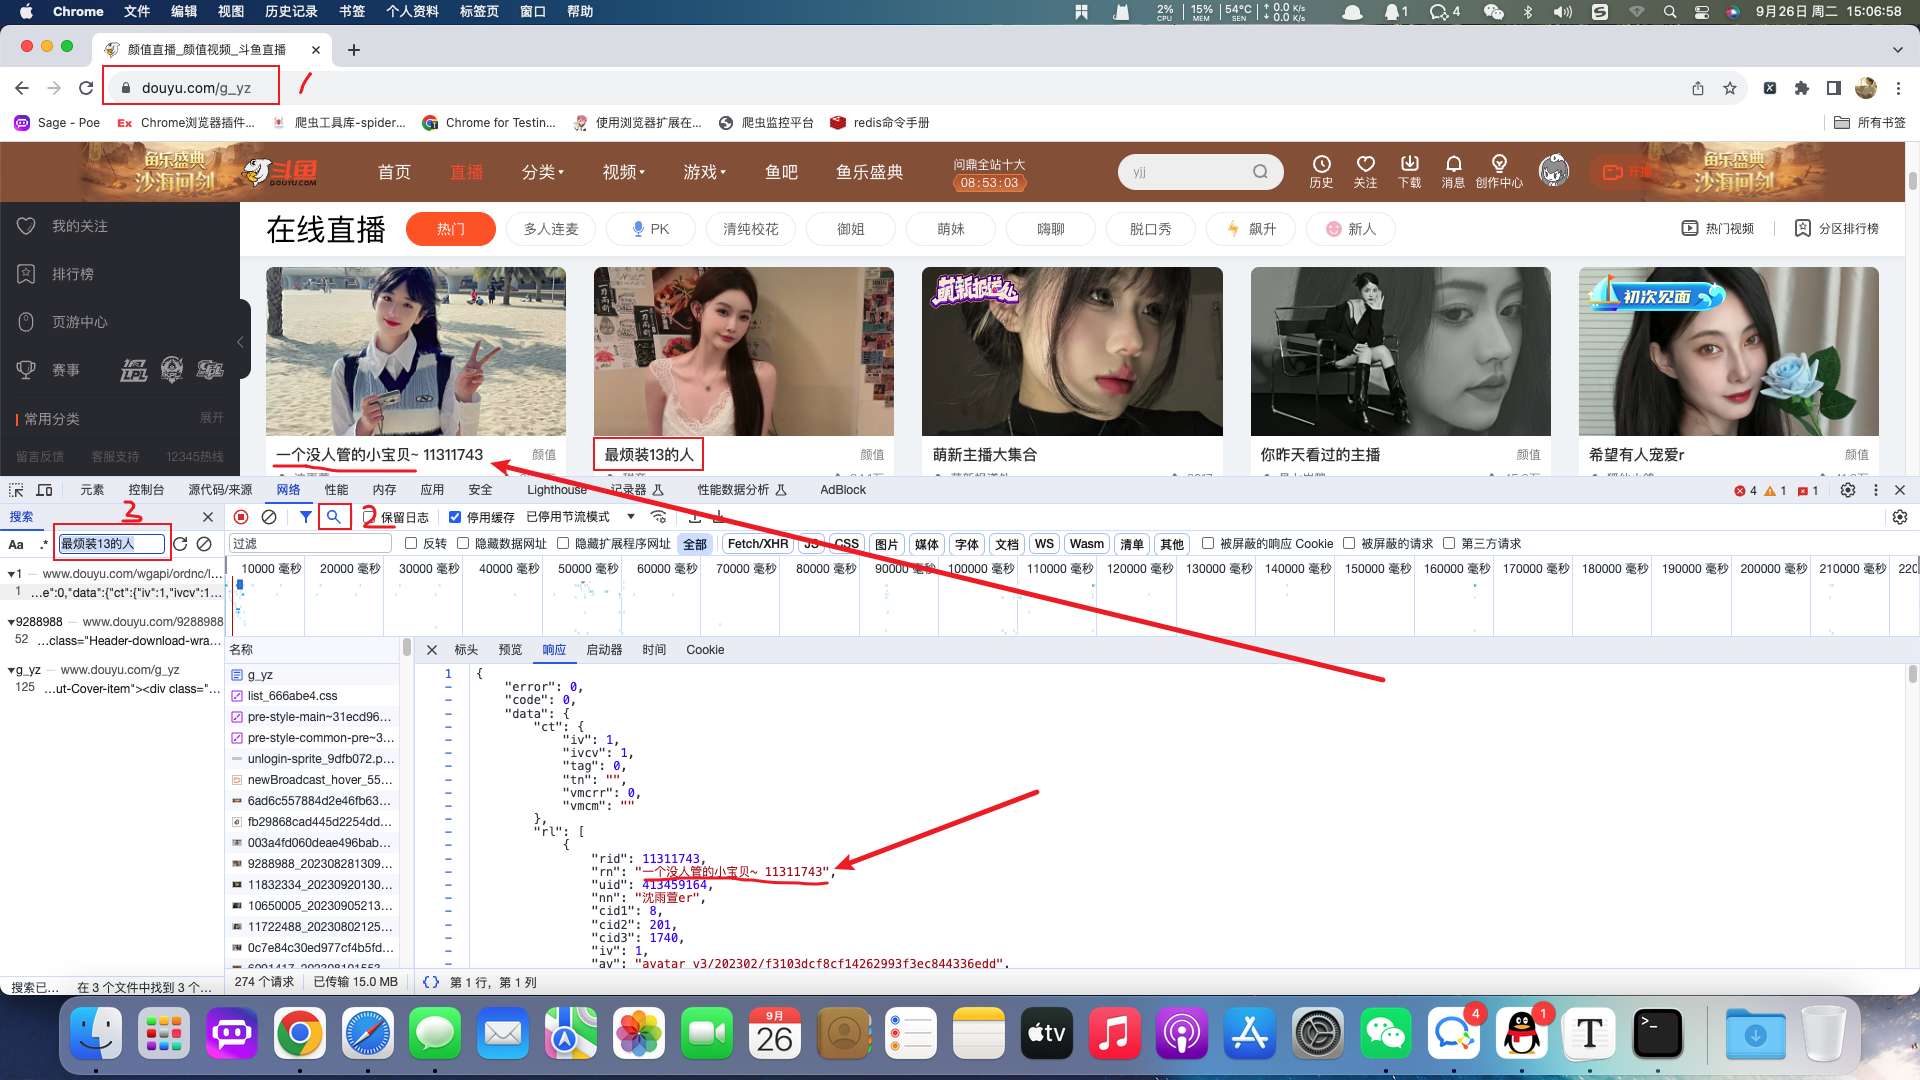 Chrome 文件 编辑 视图 历史记录 书签 个人资料 标签页 窗口 帮助
2% CPU 15% MEM 54°C SEN 0.0 K/s 0.0 K/s 1 4 9月26日 周二 15:06:58
颜值直播_颜值视频_斗鱼直播
douyu.com/g_yz
1
Sage - Poe Chrome浏览器插件... 爬虫工具库-spider... Chrome for Testin... 使用浏览器扩展在... 爬虫监控平台 redis命令手册 所有书签
鱼乐盛典 沙海回剑 斗鱼 DOUYU.COM 首页 直播 分类 视频 游戏 鱼吧 鱼乐盛典 问鼎全站十大 08:53:03 yjj 历史 关注 下载 消息 创作中心 开播 鱼乐盛典 沙海回剑
我的关注
排行榜
页游中心
赛事 LPL
常用分类 展开
留言反馈 客服支持 12345热线
在线直播 热门 多人连麦 PK 清纯校花 御姐 萌妹 嗨聊 脱口秀 飙升 新人 热门视频 分区排行榜
初次见面
一个没人管的小宝贝~ 11311743 颜值
最烦装13的人 颜值
萌新主播大集合
你昨天看过的主播 颜值
希望有人宠爱r 颜值
元素 控制台 源代码/来源 网络 性能 内存 应用 安全 Lighthouse 记录器 性能数据分析 AdBlock 4 1 1
搜索 3 2 保留日志 停用缓存 已停用节流模式
Aa .* 最烦装13的人 过滤 反转 隐藏数据网址 隐藏扩展程序网址 全部 Fetch/XHR JS CSS 图片 媒体 字体 文档 WS Wasm 清单 其他 被屏蔽的响应 Cookie 被屏蔽的请求 第三方请求
10000 毫秒 20000 毫秒 30000 毫秒 40000 毫秒 50000 毫秒 60000 毫秒 70000 毫秒 80000 毫秒 90000 毫秒 100000 毫秒 110000 毫秒 120000 毫秒 130000 毫秒 140000 毫秒 150000 毫秒 160000 毫秒 170000 毫秒 180000 毫秒 190000 毫秒 200000 毫秒 210000 毫秒 220
1 — www.douyu.com/wgapi/ordnc/l...
1 ...e":0,"data":{"ct":{"iv":1,"ivcv":1...
9288988 — www.douyu.com/9288988
52 ...class="Header-download-wra...
g_yz — www.douyu.com/g_yz
125 ...ut-Cover-item"><div class="...
名称
g_yz
list_666abe4.css
pre-style-main~31ecd96...
pre-style-common-pre~3...
unlogin-sprite_9dfb072.p...
newBroadcast_hover_55...
6ad6c557884d2e46fb63...
fb29868cad445d2254dd...
003a4fd060deae496bab...
9288988_202308281309...
11832334_20230920130...
10650005_20230905213...
11722488_20230802125...
0c7e84c30ed977cf4b5fd...
标头 预览 响应 启动器 时间 Cookie
1 {
"error": 0,
"code": 0,
"data": {
"ct": {
"iv": 1,
"ivcv": 1,
"tag": 0,
"tn": "",
"vmcrr": 0,
"vmcm": ""
},
"rl": [
{
"rid": 11311743,
"rn": "一个没人管的小宝贝~ 11311743",
"uid": 413459164,
"nn": "沈雨萱er",
"cid1": 8,
"cid2": 201,
"cid3": 1740,
"iv": 1,
"av": "avatar_v3/202302/f3103dcf8cf14262993f3ec844336edd",
搜索已... 在 3 个文件中找到 3 个... 274 个请求 已传输 15.0 MB {} 第 1 行，第 1 列
9月 26 tv 4 1 T >_